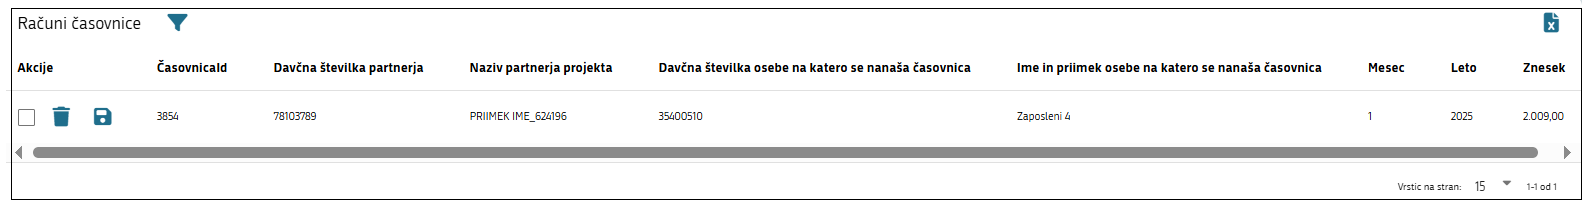 Računi časovnice
Akcije ČasovnicaId Davčna številka partnerja Naziv partnerja projekta Davčna številka osebe na katero se nanaša časovnica Ime in priimek osebe na katero se nanaša časovnica Mesec Leto Znesek
3854 78103789 PRIIMEK IME_624196 35400510 Zaposleni 4 1 2025 2.009,00
Vrstic na stran: 15 1-1 od 1